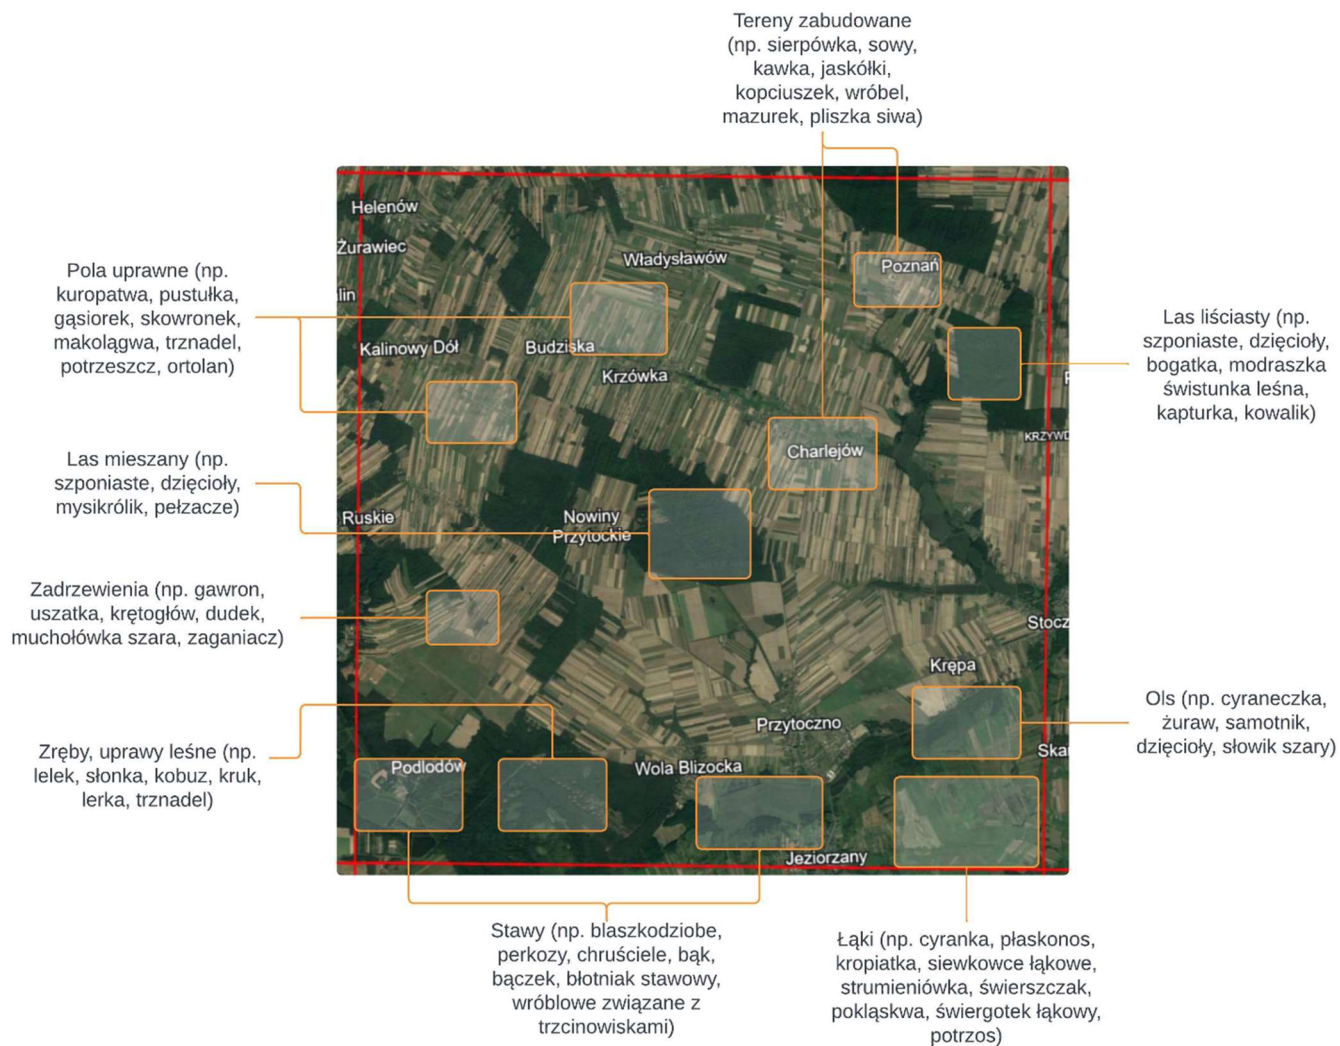 Tereny zabudowane
(np. sierpówka, sowy,
kawka, jaskółki,
kopciuszek, wróbel,
mazurek, pliszka siwa)
Helenów
Żurawiec
Władysławów
Poznań
lin
Pola uprawne (np.
kuropatwa, pustułka,
gąsiorek, skowronek,
makolągwa, trznadel,
potrzeszcz, ortolan)
Kalinowy Dół
Budziska
Krzówka
Las liściasty (np.
szponiaste, dzięcioły,
bogatka, modraszka
świstunka leśna,
kapturka, kowalik)
KRZYWD
Charlejów
Las mieszany (np.
szponiaste, dzięcioły,
mysikrólik, pełzacze)
Ruskie
Nowiny
Przytockie
Zadrzewienia (np. gawron,
uszatka, krętogłów, dudek,
muchołówka szara, zaganiacz)
Stocz
Krępa
Ols (np. cyraneczka,
żuraw, samotnik,
dzięcioły, słowik szary)
Przytoczno
Ska
Zręby, uprawy leśne (np.
lelek, słonka, kobuz, kruk,
lerka, trznadel)
Podlodów
Wola Blizocka
Jeziorzany
Stawy (np. blaszkodziobe,
perkozy, chruściele, bąk,
bączek, błotniak stawowy,
wróblowe związane z
trzcinowiskami)
Łąki (np. cyranka, płaskonos,
kropiatka, siewkowce łąkowe,
strumieniówka, świerszczak,
pokląskwa, świergotek łąkowy,
potrzos)